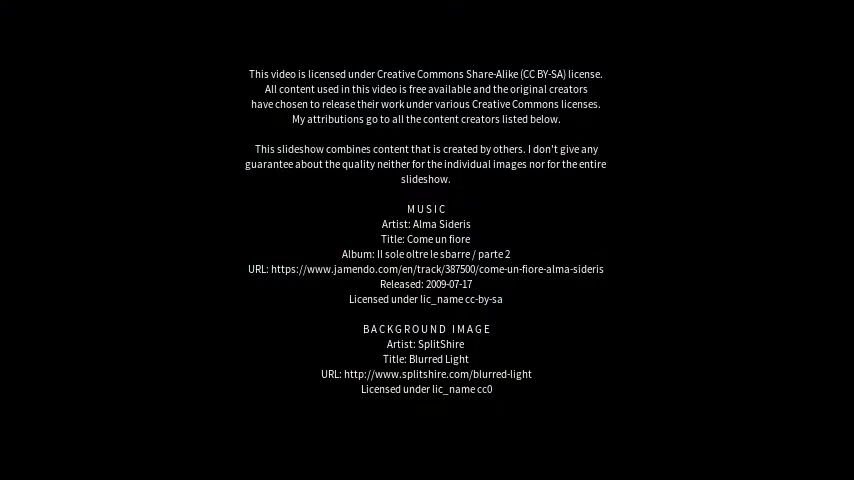 This video is licensed under Creative Commons Share-Alike (CC BY-SA) license.
All content used in this video is free available and the original creators
have chosen to release their work under various Creative Commons licenses.
My attributions go to all the content creators listed below.
This slideshow combines content that is created by others. I don't give any
guarantee about the quality neither for the individual images nor for the entire
slideshow.
MUSIC
Artist: Alma Sideris
Title: Come un fiore
Album: Il sole oltre le sbarre / parte 2
URL: https://www.jamendo.com/en/track/387500/come-un-fiore-alma-sideris
Released: 2009-07-17
Licensed under lic_name cc-by-sa
BACKGROUND IMAGE
Artist: SplitShire
Title: Blurred Light
URL: http://www.splitshire.com/blurred-light
Licensed under lic_name cc0